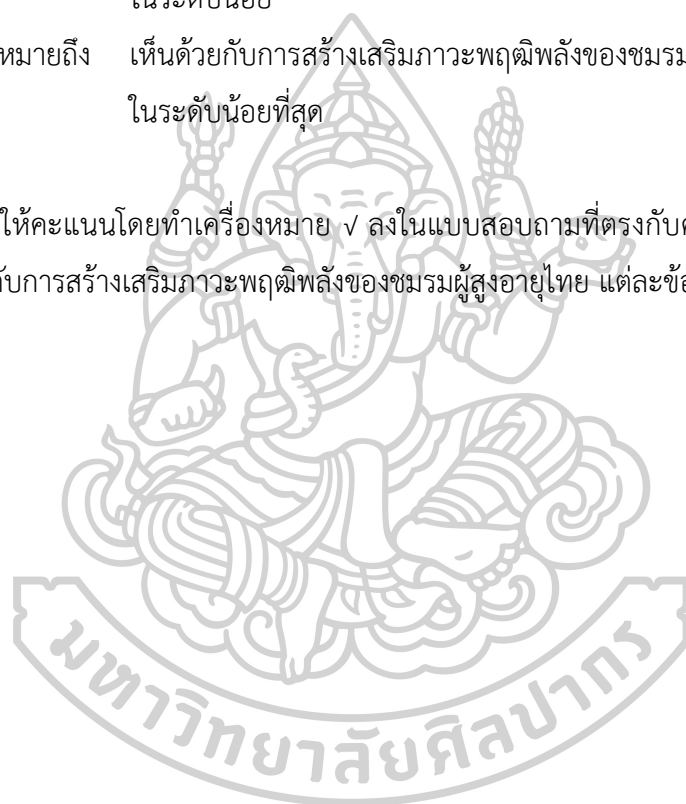 ในระดับน้อย
หมายถึง เห็นด้วยกับการสร้างเสริมภาวะพฤฒิพลังของชมรม
ในระดับน้อยที่สุด
ให้คะแนนโดยทำเครื่องหมาย √ ลงในแบบสอบถามที่ตรงกับ
กับการสร้างเสริมภาวะพฤฒิพลังของชมรมผู้สูงอายุไทย แต่ละข้อ
มหาวิทยาลัยศิลปากร